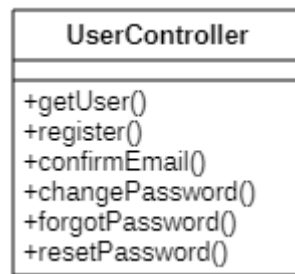 UserController
+getUser()
+register()
+confirmEmail()
+changePassword()
+forgotPassword()
+resetPassword()